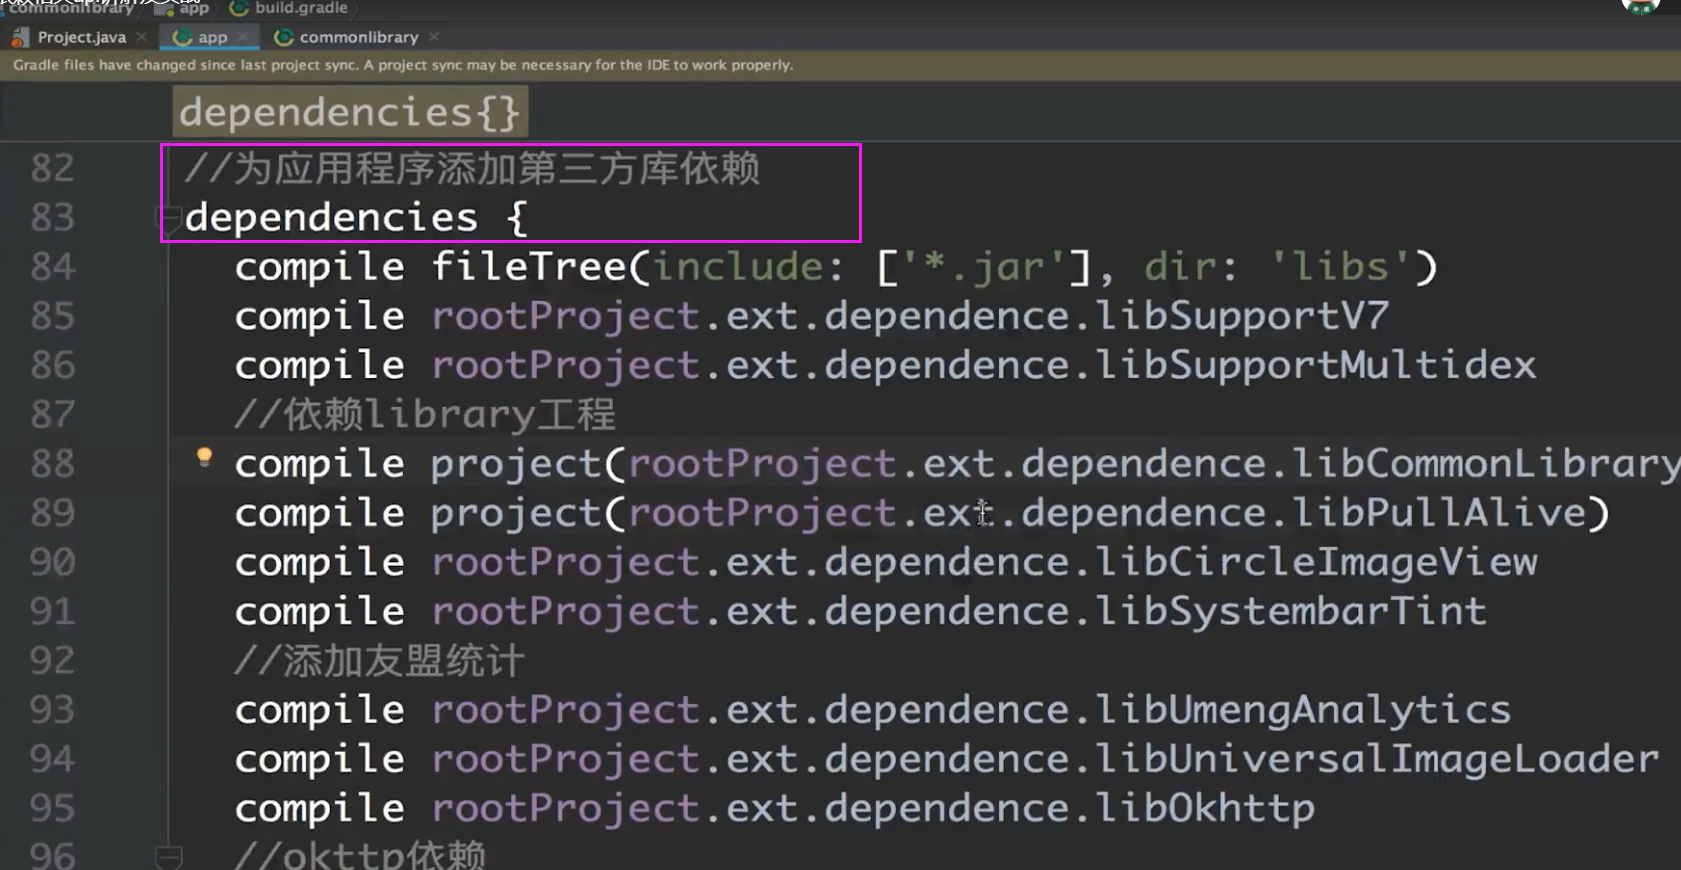 commonlibrary app build.gradle
Project.java app commonlibrary
Gradle files have changed since last project sync. A project sync may be necessary for the IDE to work properly.
dependencies{}
82 //为应用程序添加第三方库依赖
83 dependencies {
84 compile fileTree(include: ['*.jar'], dir: 'libs')
85 compile rootProject.ext.dependence.libSupportV7
86 compile rootProject.ext.dependence.libSupportMultidex
87 //依赖library工程
88 compile project(rootProject.ext.dependence.libCommonLibrary
89 compile project(rootProject.ext.dependence.libPullAlive)
90 compile rootProject.ext.dependence.libCircleImageView
91 compile rootProject.ext.dependence.libSystembarTint
92 //添加友盟统计
93 compile rootProject.ext.dependence.libUmengAnalytics
94 compile rootProject.ext.dependence.libUniversalImageLoader
95 compile rootProject.ext.dependence.libOkhttp
96 //okttp依赖